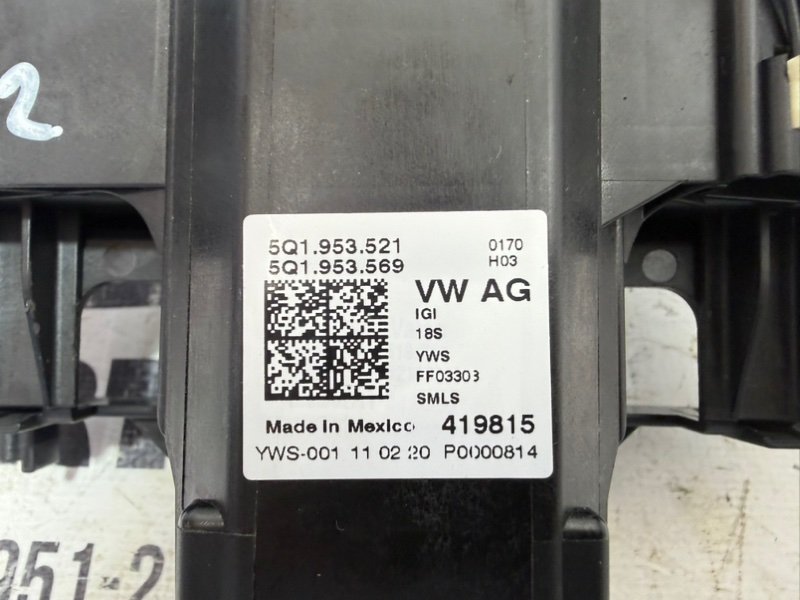 2
5Q1.953.521 0170
5Q1.953.569 H03
VW AG
IGI
18S
YWS
FF03303
SMLS
Made in Mexico 419815
YWS-001 11 02 20 P0000814
951-2